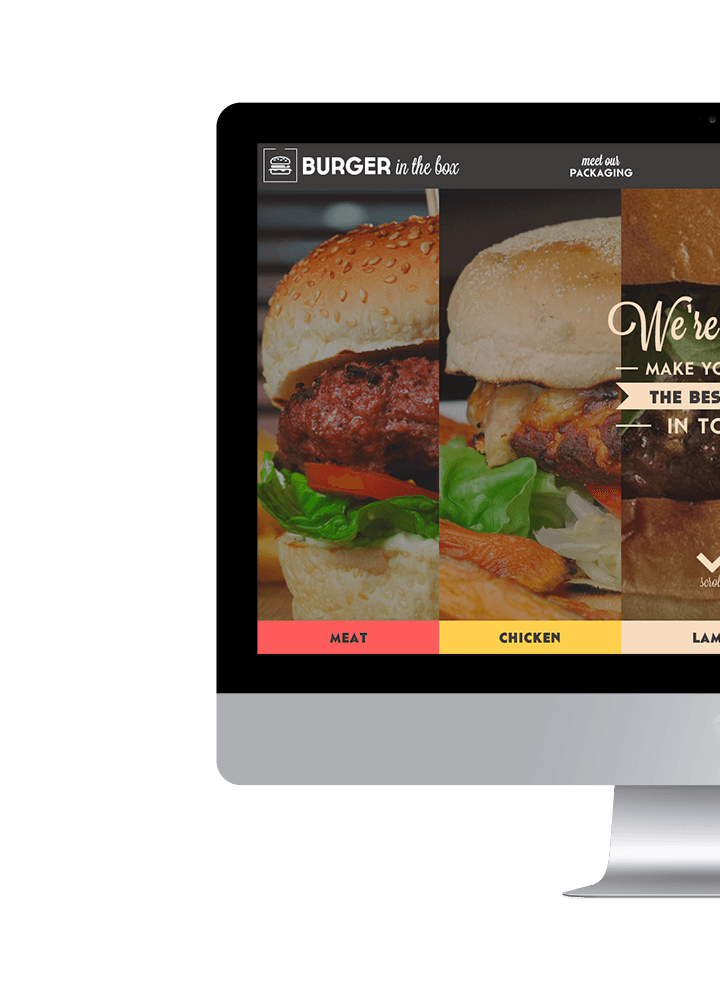 BURGER in the box
meet our
PACKAGING
We're
MAKE YO
THE BES
IN TO
scrol
MEAT
CHICKEN
LAM